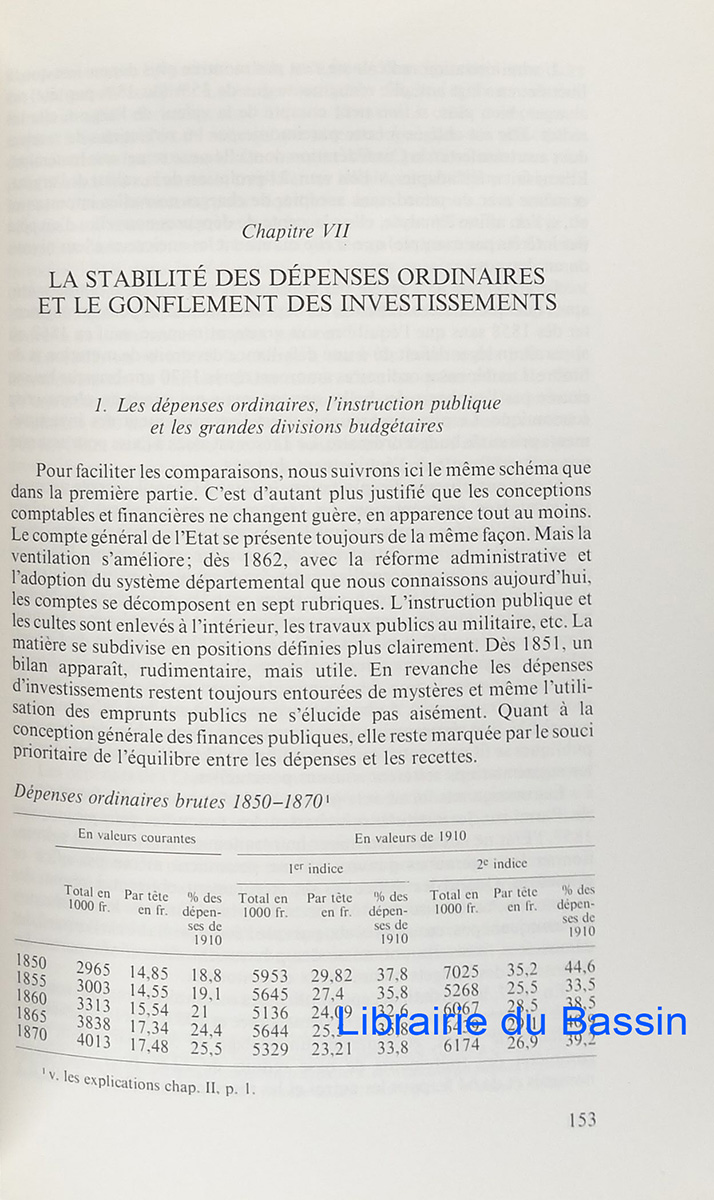 Chapitre VII
LA STABILITÉ DES DÉPENSES ORDINAIRES
ET LE GONFLEMENT DES INVESTISSEMENTS
1. Les dépenses ordinaires, l'instruction publique
et les grandes divisions budgétaires
Pour faciliter les comparaisons, nous suivrons ici le même schéma que
dans la première partie. C'est d'autant plus justifié que les conceptions
comptables et financières ne changent guère, en apparence tout au moins.
Le compte général de l'Etat se présente toujours de la même façon. Mais la
ventilation s'améliore; dès 1862, avec la réforme administrative et
l'adoption du système départemental que nous connaissons aujourd'hui,
les comptes se décomposent en sept rubriques. L'instruction publique et
les cultes sont enlevés à l'intérieur, les travaux publics au militaire, etc. La
matière se subdivise en positions définies plus clairement. Dès 1851, un
bilan apparaît, rudimentaire, mais utile. En revanche les dépenses
d'investissements restent toujours entourées de mystères et même l'utili-
sation des emprunts publics ne s'élucide pas aisément. Quant à la
conception générale des finances publiques, elle reste marquée par le souci
prioritaire de l'équilibre entre les dépenses et les recettes.
Dépenses ordinaires brutes 1850–1870¹
En valeurs courantes En valeurs de 1910
1er indice 2e indice
Total en Par tête % des Total en Par tête % des Total en Par tête % des
1000 fr. en fr. dépen- 1000 fr. en fr. dépen- 1000 fr. en fr. dépen-
ses de ses de ses de
1910 1910 1910
1850 2965 14,85 18,8 5953 29,82 37,8 7025 35,2 44,6
1855 3003 14,55 19,1 5645 27,4 35,8 5268 25,5 33,5
1860 3313 15,54 21 5136 24,09 32,6 6067 28,5 38,5
1865 3838 17,34 24,4 5644
1870 4013 17,48 25,5 5329 23,21 33,8 6174 26,9 39,2
Librairie du Bassin
¹ v. les explications chap. II, p. 1.
153